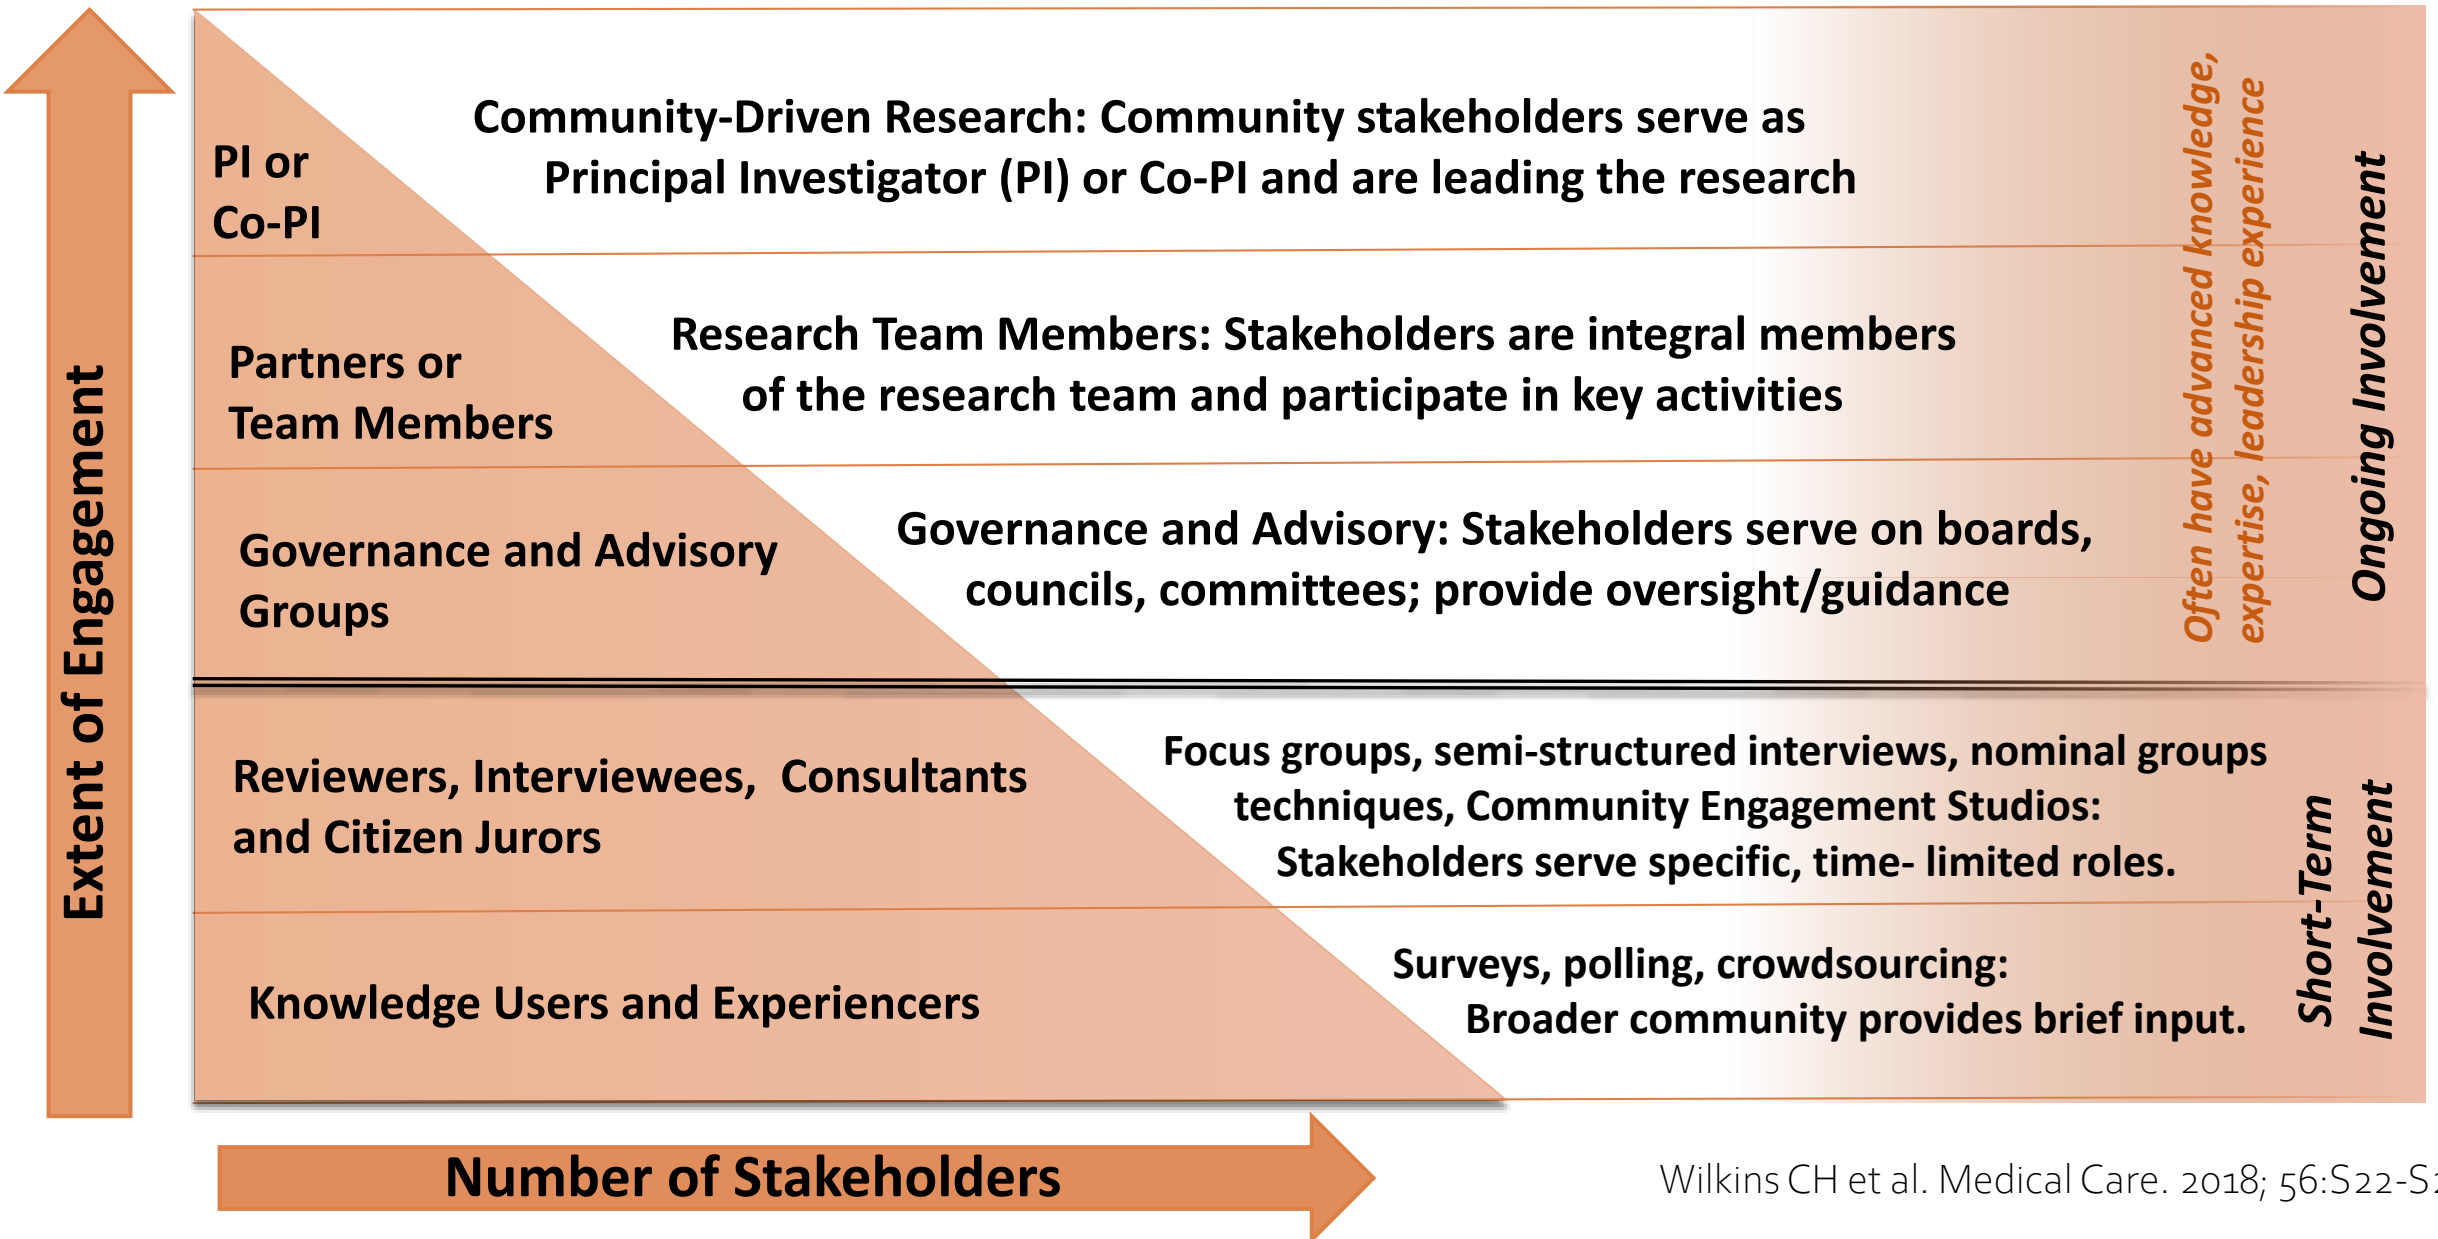 Extent of Engagement
PI or
Co-PI
Community-Driven Research: Community stakeholders serve as
Principal Investigator (PI) or Co-PI and are leading the research
Partners or
Team Members
Research Team Members: Stakeholders are integral members
of the research team and participate in key activities
Governance and Advisory
Groups
Governance and Advisory: Stakeholders serve on boards,
councils, committees; provide oversight/guidance
Often have advanced knowledge,
expertise, leadership experience
Ongoing Involvement
Reviewers, Interviewees,  Consultants
and Citizen Jurors
Focus groups, semi-structured interviews, nominal groups
techniques, Community Engagement Studios:
Stakeholders serve specific, time- limited roles.
Knowledge Users and Experiencers
Surveys, polling, crowdsourcing:
Broader community provides brief input.
Short-Term
Involvement
Number of Stakeholders
Wilkins CH et al. Medical Care. 2018; 56:S22-